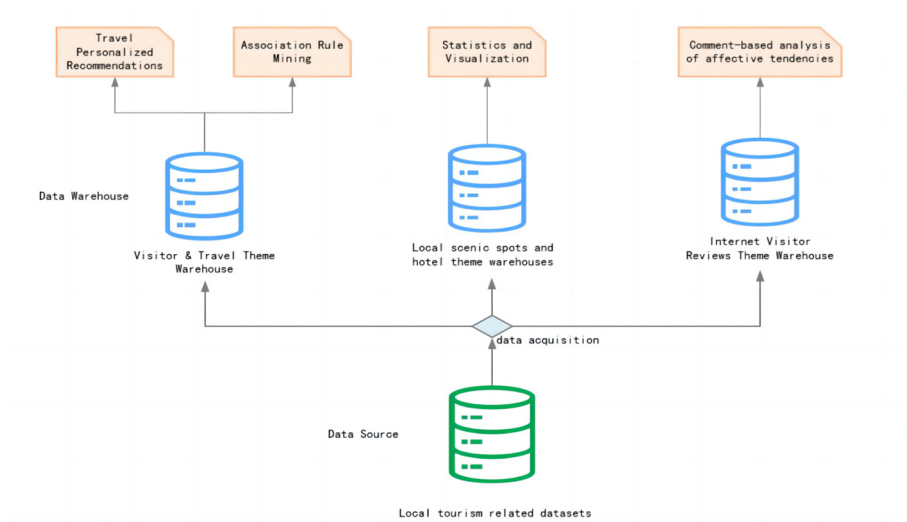 Travel
Personalized
Recommendations
Association Rule
Mining
Statistics and
Visualization
Comment-based analysis
of affective tendencies
Data Warehouse
Visitor & Travel Theme
Warehouse
Local scenic spots and
hotel theme warehouses
Internet Visitor
Reviews Theme Warehouse
data acquisition
Data Source
Local tourism related datasets